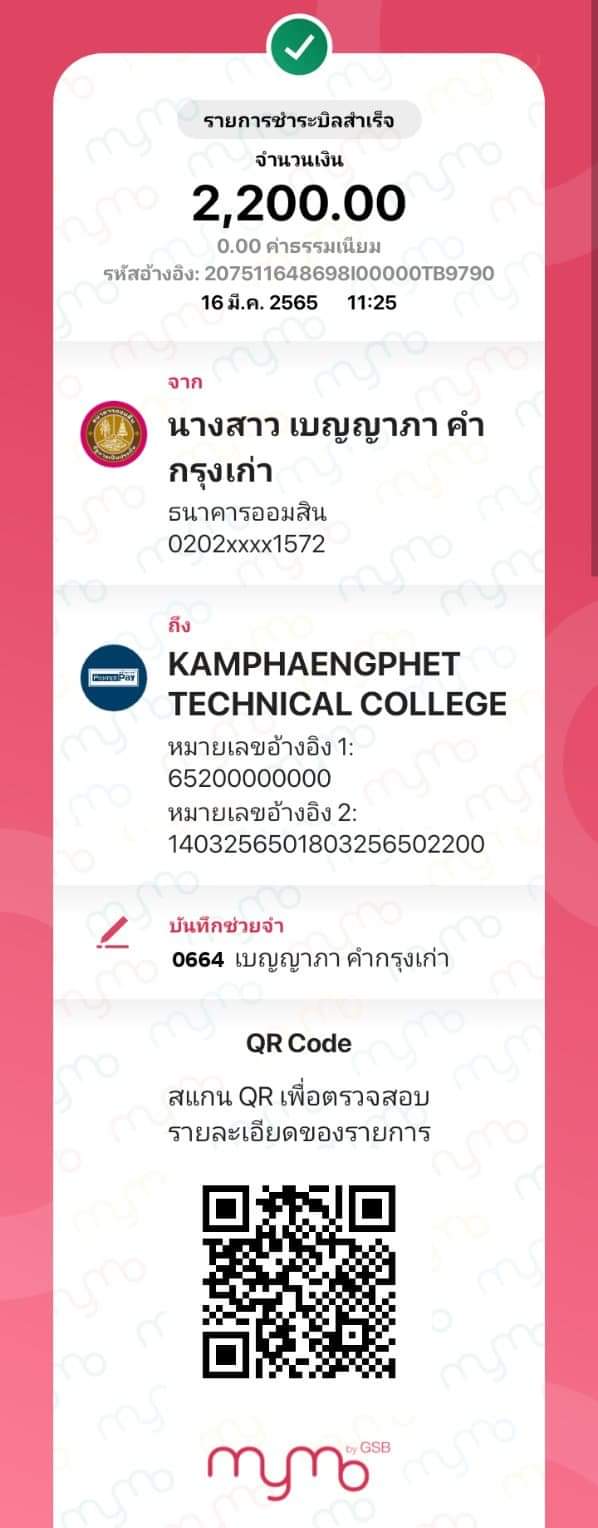 รายการชำระบิลสำเร็จ
จำนวนเงิน
2,200.00
0.00 ค่าธรรมเนียม
รหัสอ้างอิง: 207511648698I00000TB9790
16 มี.ค. 2565 11:25
จาก
นางสาว เบญญาภา คำ
กรุงเก่า
ธนาคารออมสิน
0202xxxx1572
ถึง
PromptPay
KAMPHAENGPHET
TECHNICAL COLLEGE
หมายเลขอ้างอิง 1:
65200000000
หมายเลขอ้างอิง 2:
1403256501803256502200
บันทึกช่วยจำ
0664 เบญญาภา คำกรุงเก่า
QR Code
สแกน QR เพื่อตรวจสอบ
รายละเอียดของรายการ
mymo by GSB